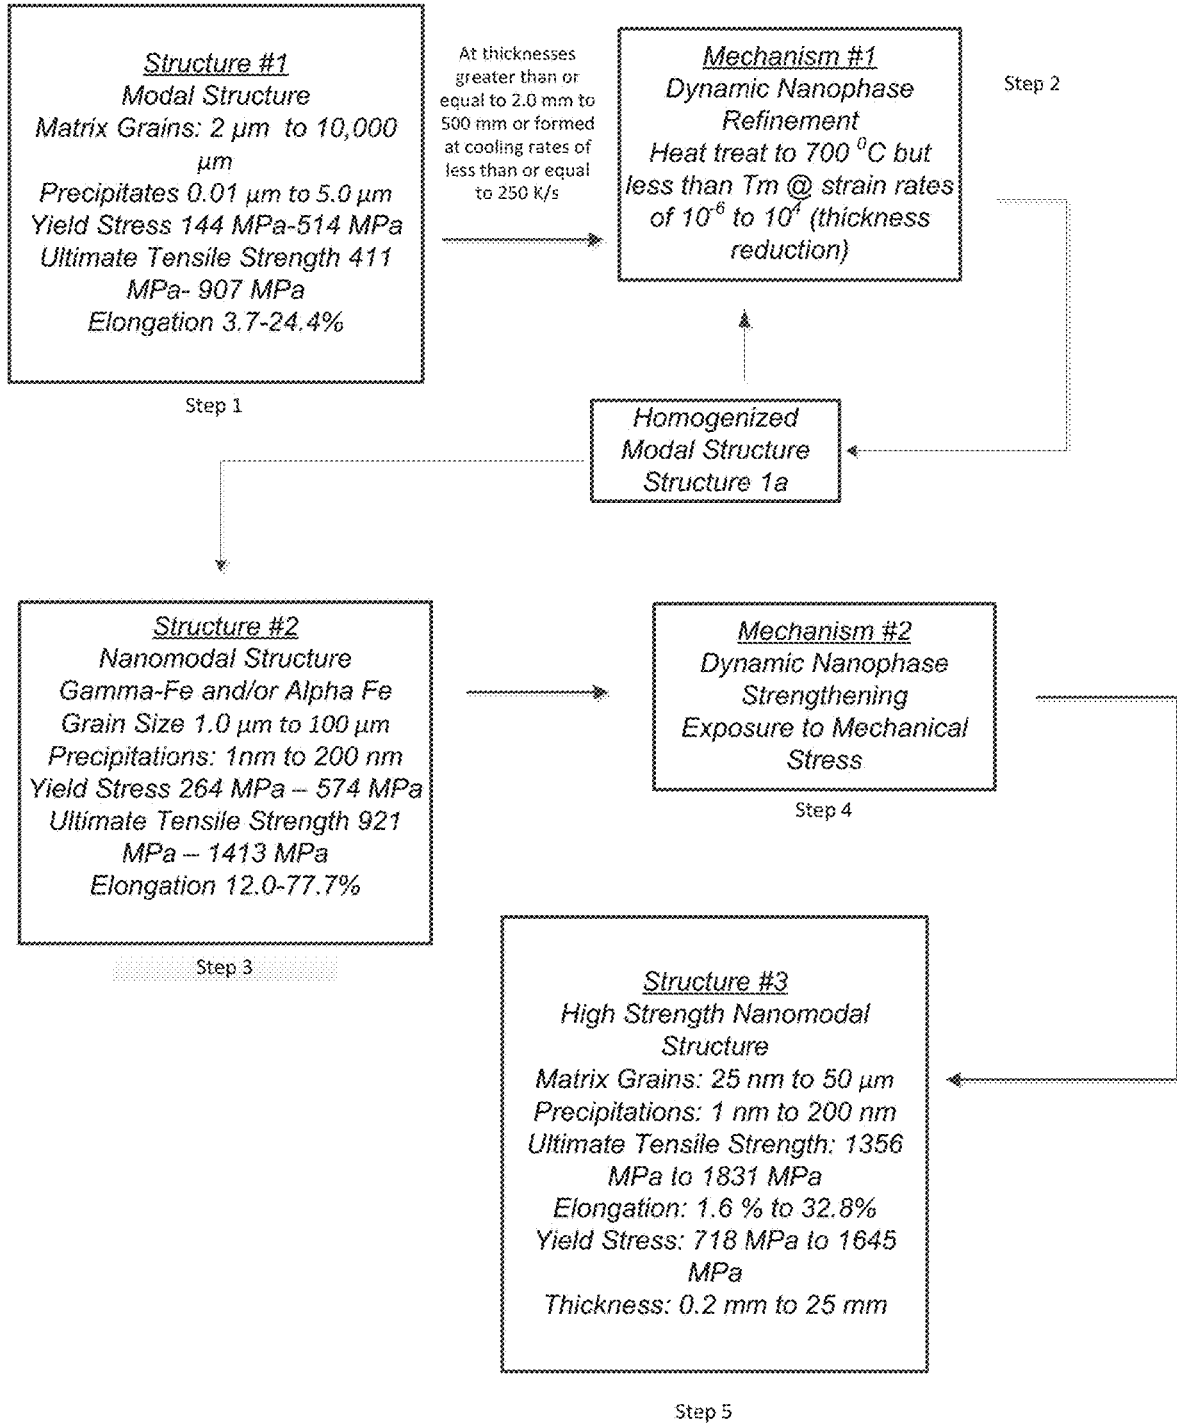 Structure #1
Modal Structure
Matrix Grains: 2 µm to 10,000
µm
Precipitates 0.01 µm to 5.0 µm
Yield Stress 144 MPa-514 MPa
Ultimate Tensile Strength 411
MPa- 907 MPa
Elongation 3.7-24.4%
Step 1
At thicknesses
greater than or
equal to 2.0 mm to
500 mm or formed
at cooling rates of
less than or equal
to 250 K/s
Mechanism #1
Dynamic Nanophase
Refinement
Heat treat to 700 ⁰C but
less than Tm @ strain rates
of 10⁻⁶ to 10⁴ (thickness
reduction)
Step 2
Homogenized
Modal Structure
Structure 1a
Structure #2
Nanomodal Structure
Gamma-Fe and/or Alpha Fe
Grain Size 1.0 µm to 100 µm
Precipitations: 1nm to 200 nm
Yield Stress 264 MPa – 574 MPa
Ultimate Tensile Strength 921
MPa – 1413 MPa
Elongation 12.0-77.7%
Step 3
Mechanism #2
Dynamic Nanophase
Strengthening
Exposure to Mechanical
Stress
Step 4
Structure #3
High Strength Nanomodal
Structure
Matrix Grains: 25 nm to 50 µm
Precipitations: 1 nm to 200 nm
Ultimate Tensile Strength: 1356
MPa to 1831 MPa
Elongation: 1.6 % to 32.8%
Yield Stress: 718 MPa to 1645
MPa
Thickness: 0.2 mm to 25 mm
Step 5